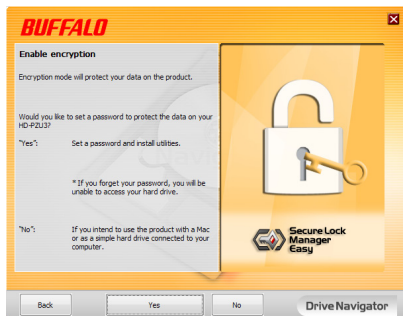 BUFFALO
Enable encryption
Encryption mode will protect your data on the product.
Would you like to set a password to protect the data on your
HD-PZU3?
"Yes": Set a password and install utilities.
* If you forget your password, you will be
unable to access your hard drive.
"No": If you intend to use the product with a Mac
or as a simple hard drive connected to your
computer.
Secure Lock
Manager
Easy
Back Yes No DriveNavigator